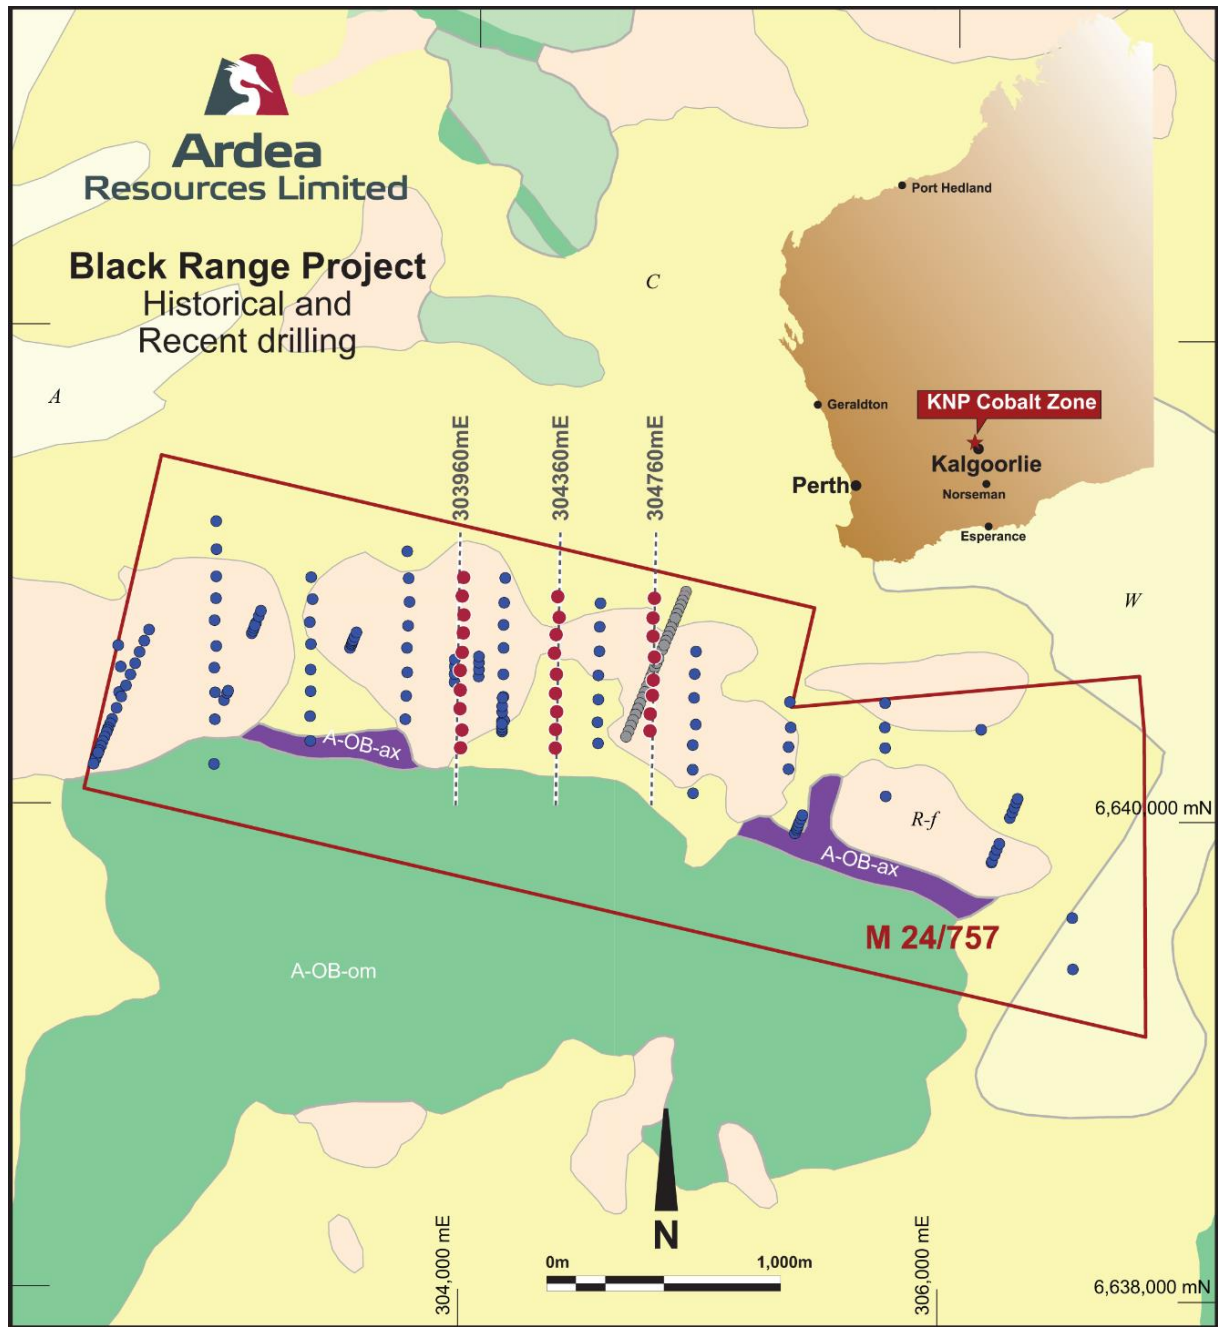 Ardea
Resources Limited
Black Range Project
Historical and
Recent drilling
Port Hedland
C
A
Geraldton
KNP Cobalt Zone
Kalgoorlie
Perth
Norseman
Esperance
303960mE
304360mE
304760mE
W
A-OB-ax
6,640,000 mN
R-f
A-OB-ax
M 24/757
A-OB-om
N
304,000 mE
306,000 mE
0m
1,000m
6,638,000 mN